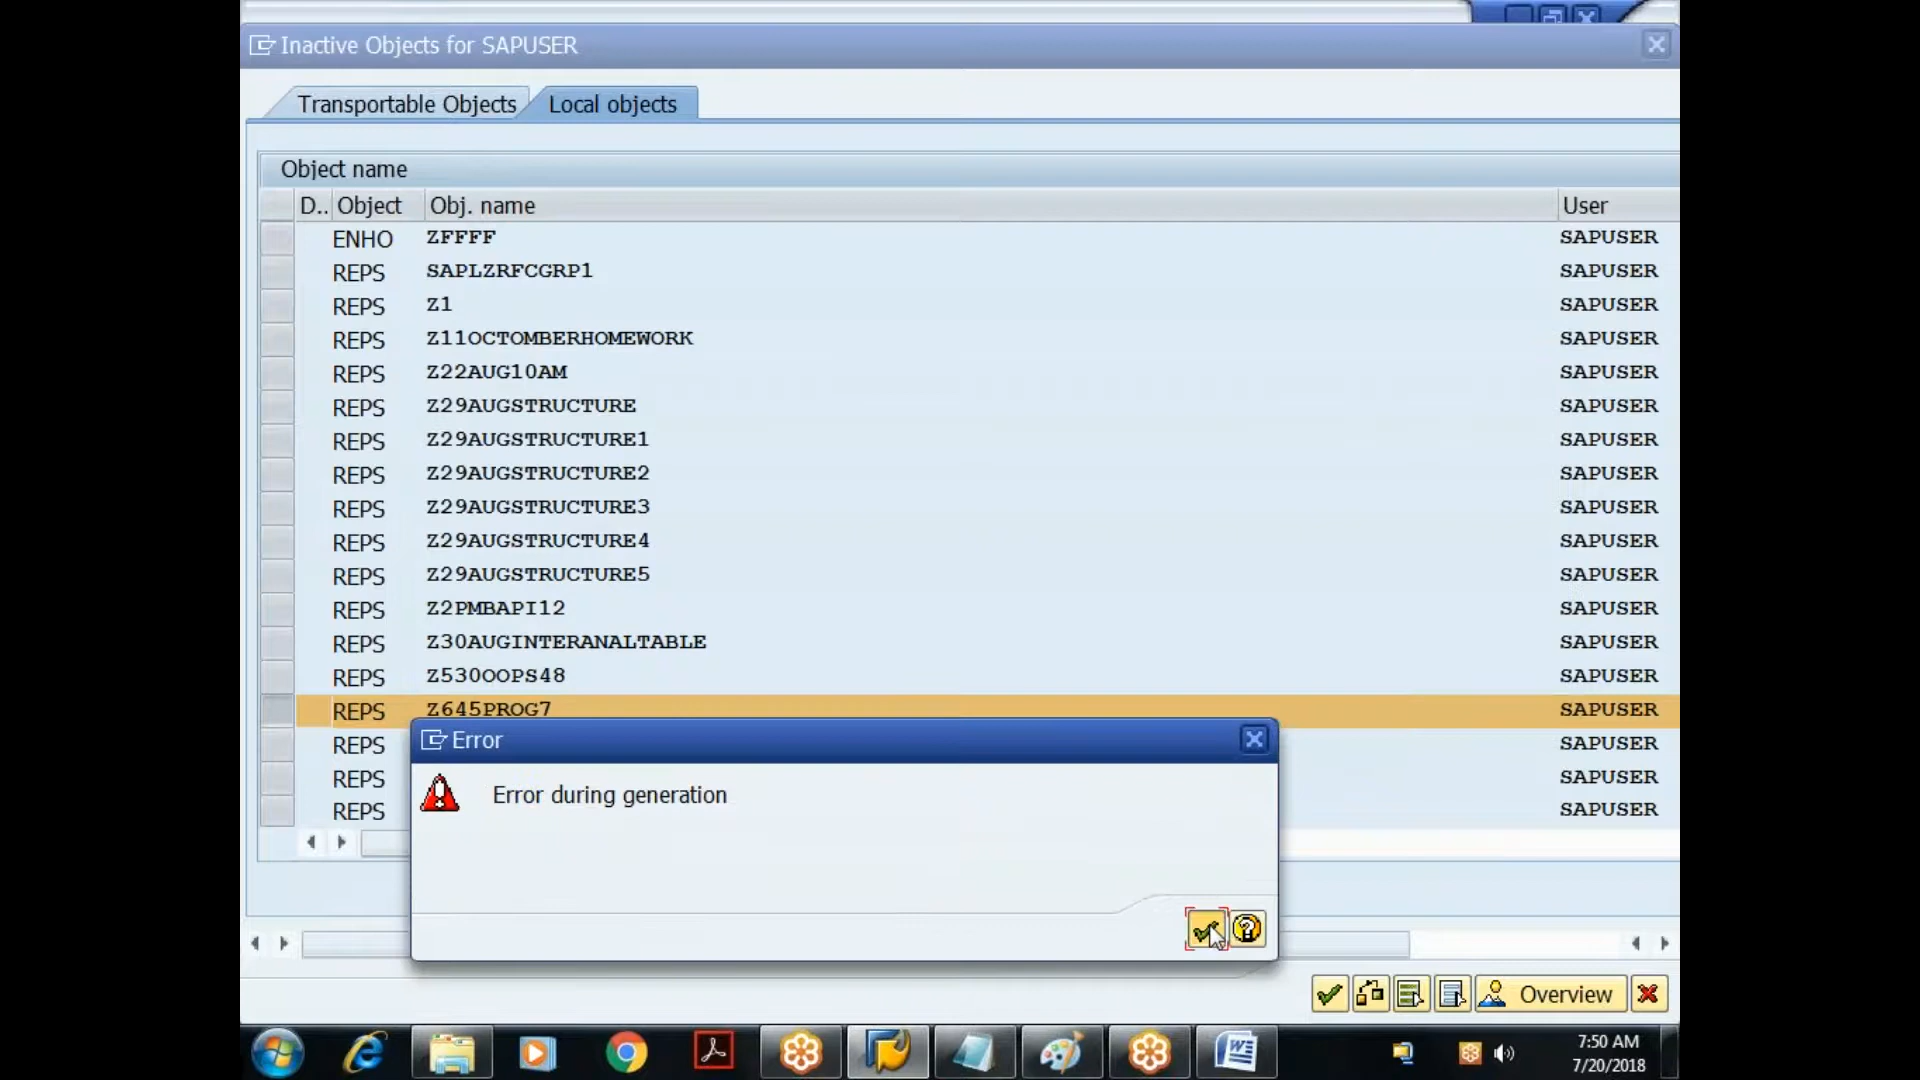 Inactive Objects for SAPUSER
Transportable Objects
Local objects
Object name
D.. Object Obj. name User
ENHO ZFFFF SAPUSER
REPS SAPLZRFCGRP1 SAPUSER
REPS Z1 SAPUSER
REPS Z11OCTOMBERHOMEWORK SAPUSER
REPS Z22AUG10AM SAPUSER
REPS Z29AUGSTRUCTURE SAPUSER
REPS Z29AUGSTRUCTURE1 SAPUSER
REPS Z29AUGSTRUCTURE2 SAPUSER
REPS Z29AUGSTRUCTURE3 SAPUSER
REPS Z29AUGSTRUCTURE4 SAPUSER
REPS Z29AUGSTRUCTURE5 SAPUSER
REPS Z2PMBAPI12 SAPUSER
REPS Z30AUGINTERANALTABLE SAPUSER
REPS Z530OOPS48 SAPUSER
REPS Z645PROG7 SAPUSER
REPS SAPUSER
REPS SAPUSER
REPS SAPUSER
Error
Error during generation
Overview
7:50 AM
7/20/2018